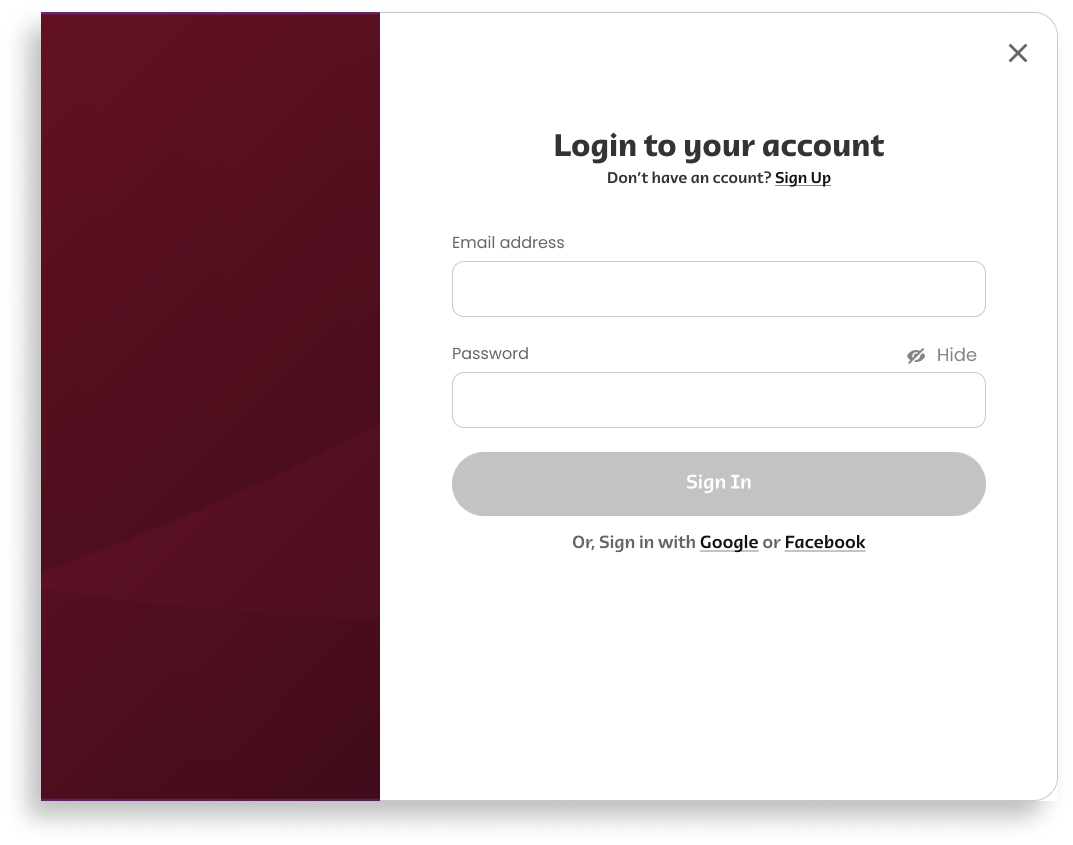 Login to your account
Don't have an ccount? Sign Up
Email address
Password
Hide
Sign In
Or, Sign in with Google or Facebook